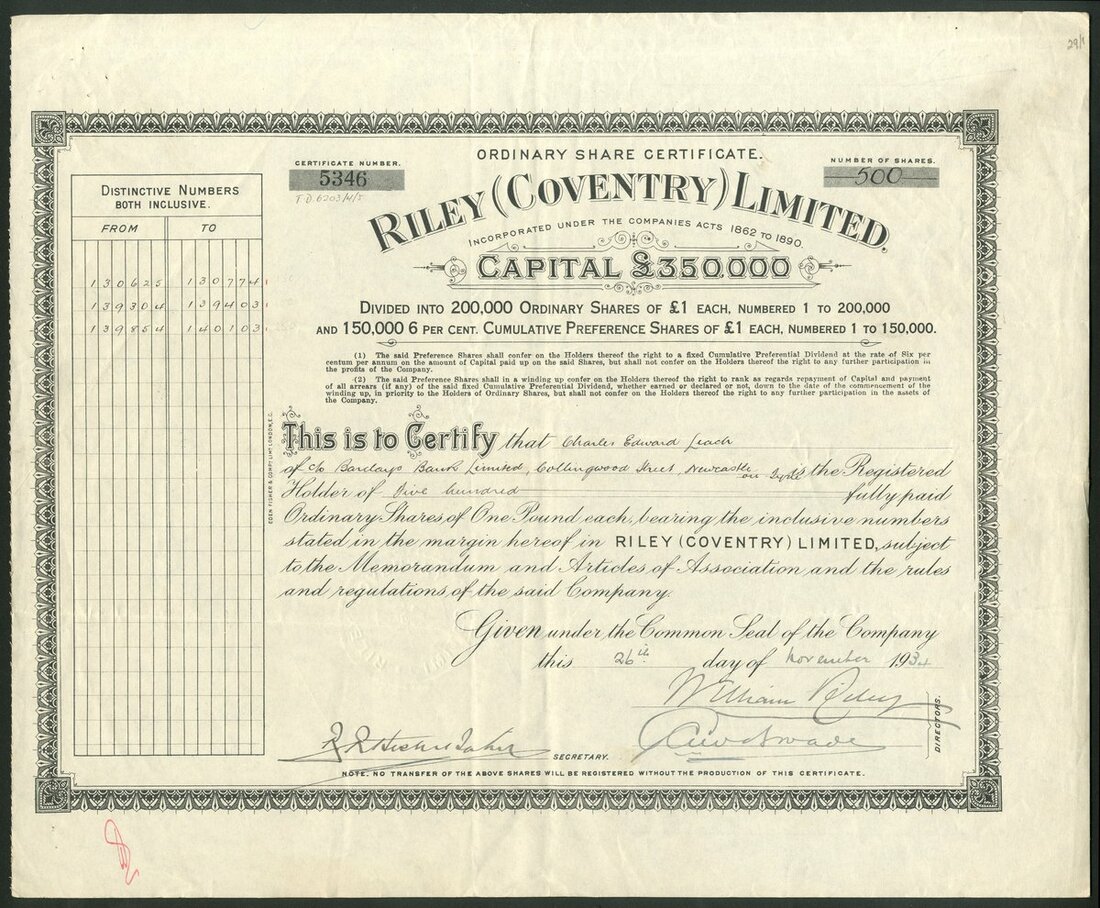 29/1
ORDINARY SHARE CERTIFICATE.
CERTIFICATE NUMBER.
5346
T.D.6203/4/5
NUMBER OF SHARES.
500
RILEY (COVENTRY) LIMITED,
INCORPORATED UNDER THE COMPANIES ACTS 1862 TO 1890.
CAPITAL £350.000
DIVIDED INTO 200,000 ORDINARY SHARES OF £1 EACH, NUMBERED 1 TO 200,000
AND 150,000 6 PER CENT. CUMULATIVE PREFERENCE SHARES OF £1 EACH, NUMBERED 1 TO 150,000.
(1) The said Preference Shares shall confer on the Holders thereof the right to a fixed Cumulative Preferential Dividend at the rate of Six per
centum per annum on the amount of Capital paid up on the said Shares, but shall not confer on the Holders thereof the right to any further participation in
the profits of the Company.
(2) The said Preference Shares shall in a winding up confer on the Holders thereof the right to rank as regards repayment of Capital and payment
of all arrears (if any) of the said fixed Cumulative Preferential Dividend, whether earned or declared or not, down to the date of the commencement of the
winding up, in priority to the Holders of Ordinary Shares, but shall not confer on the Holders thereof the right to any further participation in the assets of
the Company.
DISTINCTIVE NUMBERS
BOTH INCLUSIVE.
FROM TO
130625 130774
139304 139403
139854 140103
EDEN FISHER & COMPY LIMD LONDON, E.C.
This is to Certify that Charles Edward Leach
of c/o Barclays Bank Limited, Collingwood Street, Newcastle on Tyne is the Registered
Holder of five hundred fully paid
Ordinary Shares of One Pound each, bearing the inclusive numbers
stated in the margin hereof in RILEY (COVENTRY) LIMITED, subject
to the Memorandum and Articles of Association and the rules
and regulations of the said Company.
Given under the Common Seal of the Company
this 26th day of November 1934
William Riley
DIRECTORS.
SECRETARY.
NOTE. NO TRANSFER OF THE ABOVE SHARES WILL BE REGISTERED WITHOUT THE PRODUCTION OF THIS CERTIFICATE.